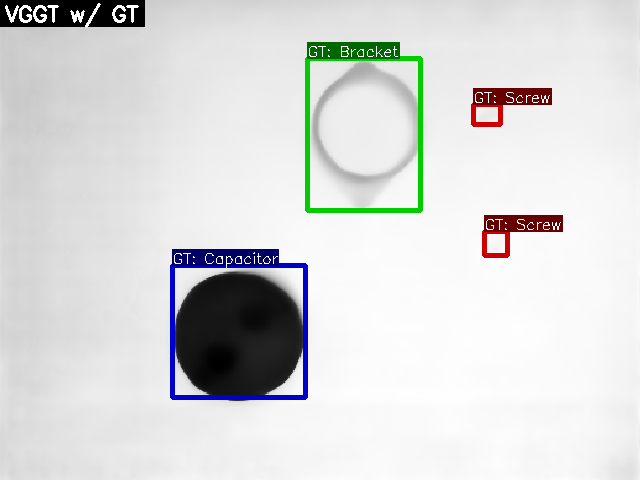 VGGT w/ GT
GT: Bracket
GT: Screw
GT: Screw
GT: Capacitor